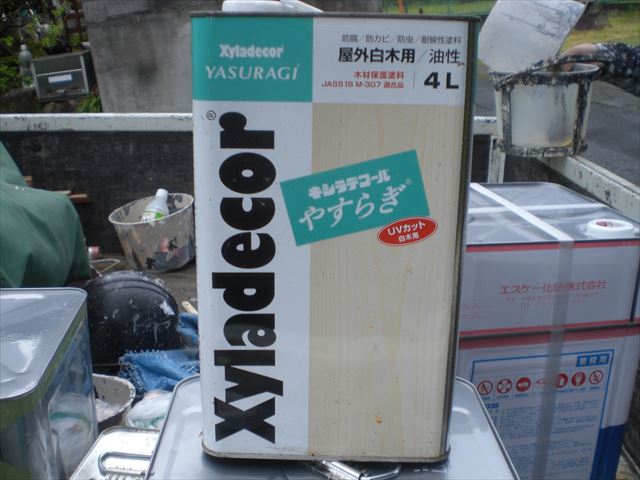 Xyladecor®
YASURAGI®
防腐/防カビ/防虫/耐候性塗料
屋外白木用/油性
木材保護塗料
JASS18 M-307 適合品
4L
Xyladecor®
キシラデコール®
やすらぎ
UVカット
白木用
エスケー化研株式会社